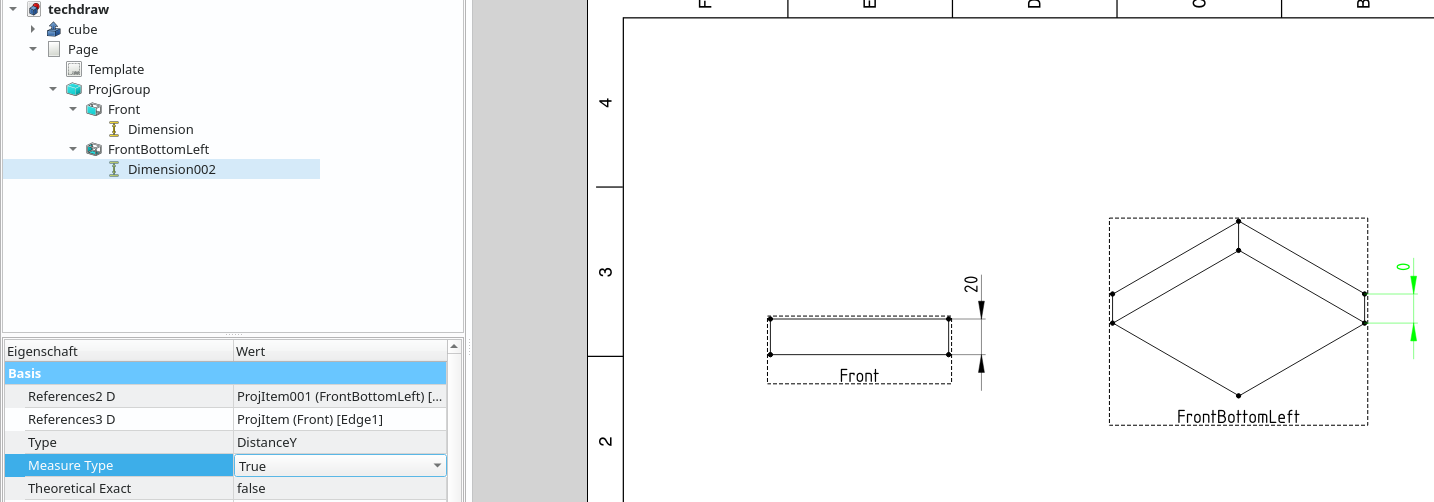 techdraw
cube
Page
Template
ProjGroup
Front
Dimension
FrontBottomLeft
Dimension002
Eigenschaft Wert
Basis
References2 D ProjItem001 (FrontBottomLeft) [...
References3 D ProjItem (Front) [Edge1]
Type DistanceY
Measure Type True
Theoretical Exact false
F E D C B
4
3
2
20
Front
0
FrontBottomLeft